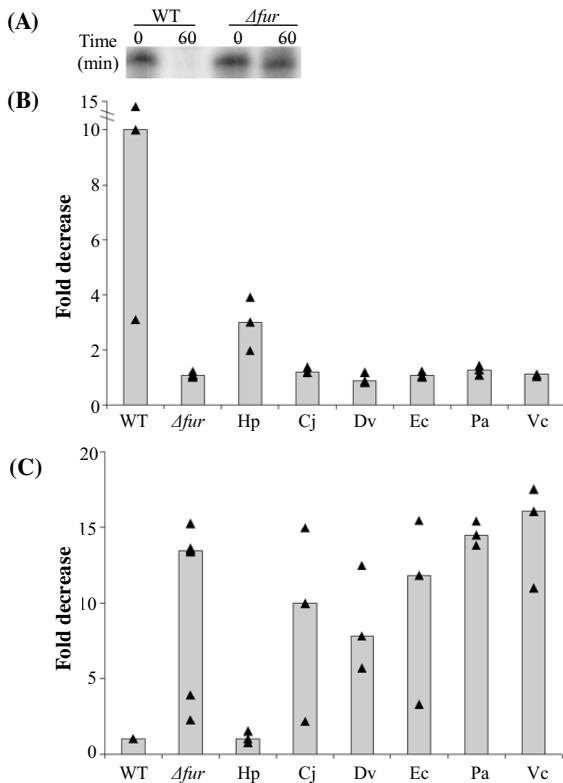 (A) WT Δfur
Time 0 60 0 60
(min)
(B)
15
10
8
6
4
2
0
Fold decrease
WT Δfur Hp Cj Dv Ec Pa Vc
(C)
20
15
10
5
0
Fold decrease
WT Δfur Hp Cj Dv Ec Pa Vc